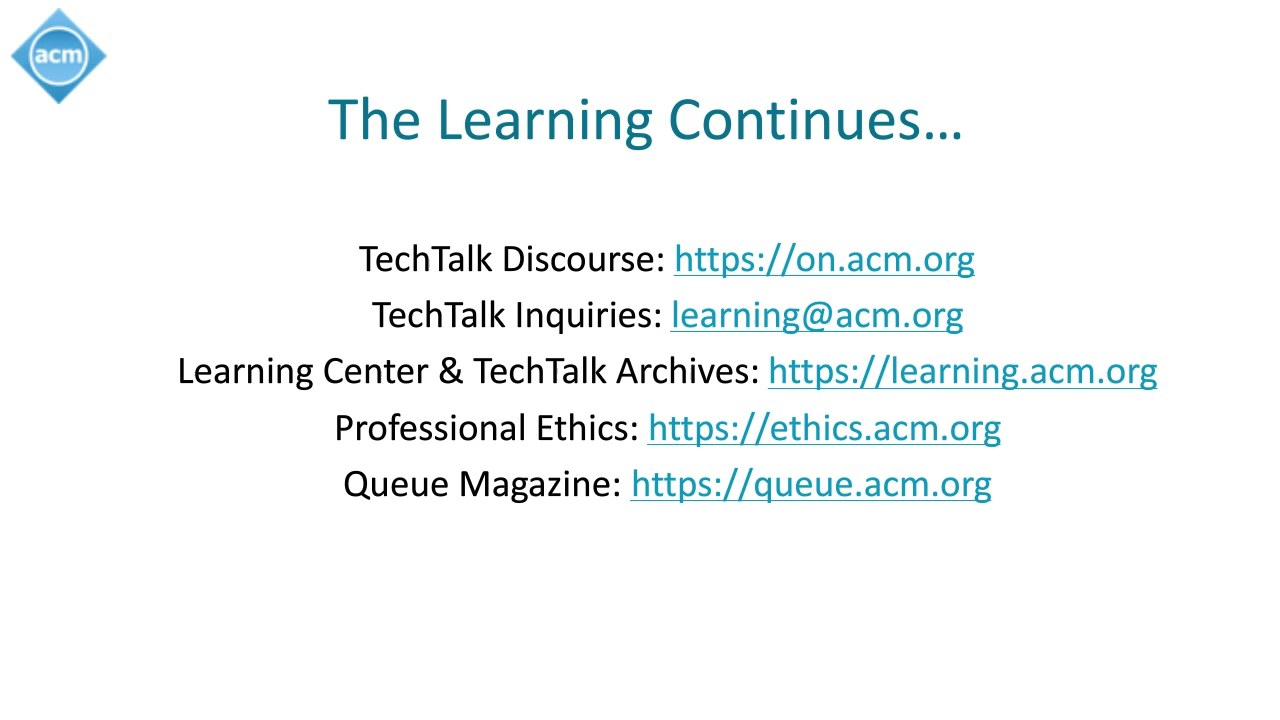 acm
The Learning Continues…
TechTalk Discourse: https://on.acm.org
TechTalk Inquiries: learning@acm.org
Learning Center & TechTalk Archives: https://learning.acm.org
Professional Ethics: https://ethics.acm.org
Queue Magazine: https://queue.acm.org